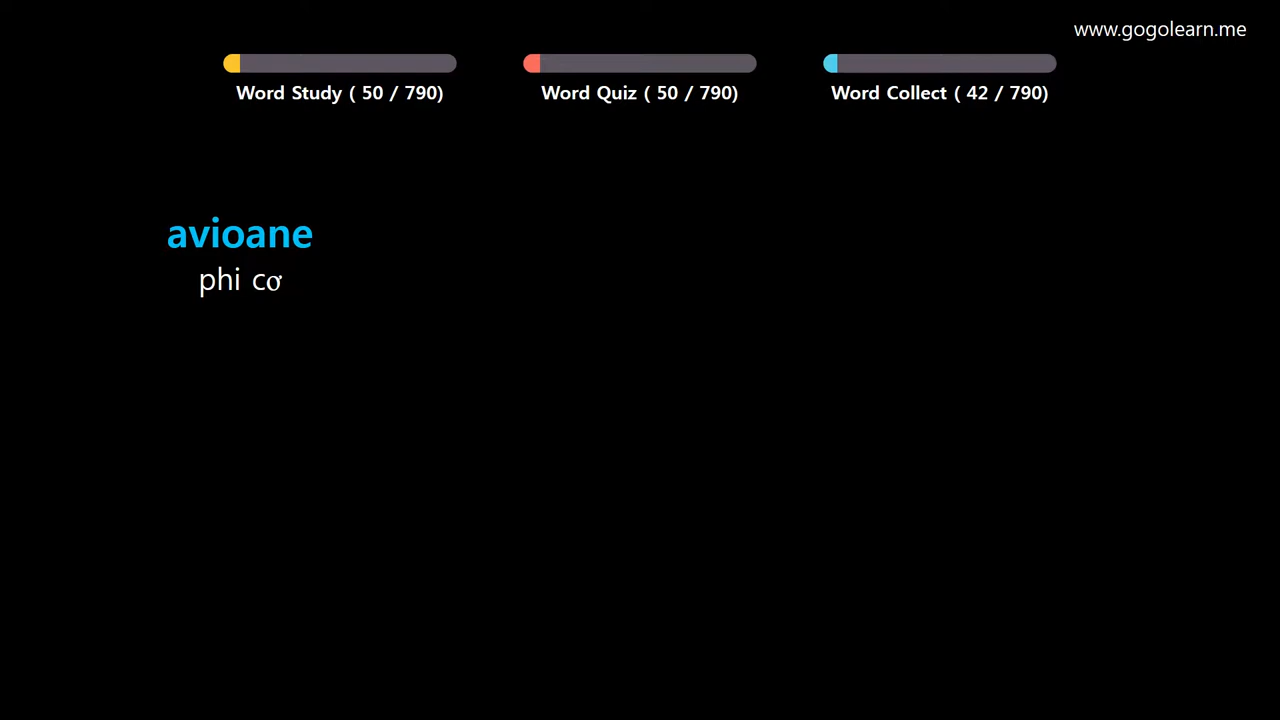 www.gogolearn.me
Word Study ( 50 / 790)
Word Quiz ( 50 / 790)
Word Collect ( 42 / 790)
avioane
phi cơ